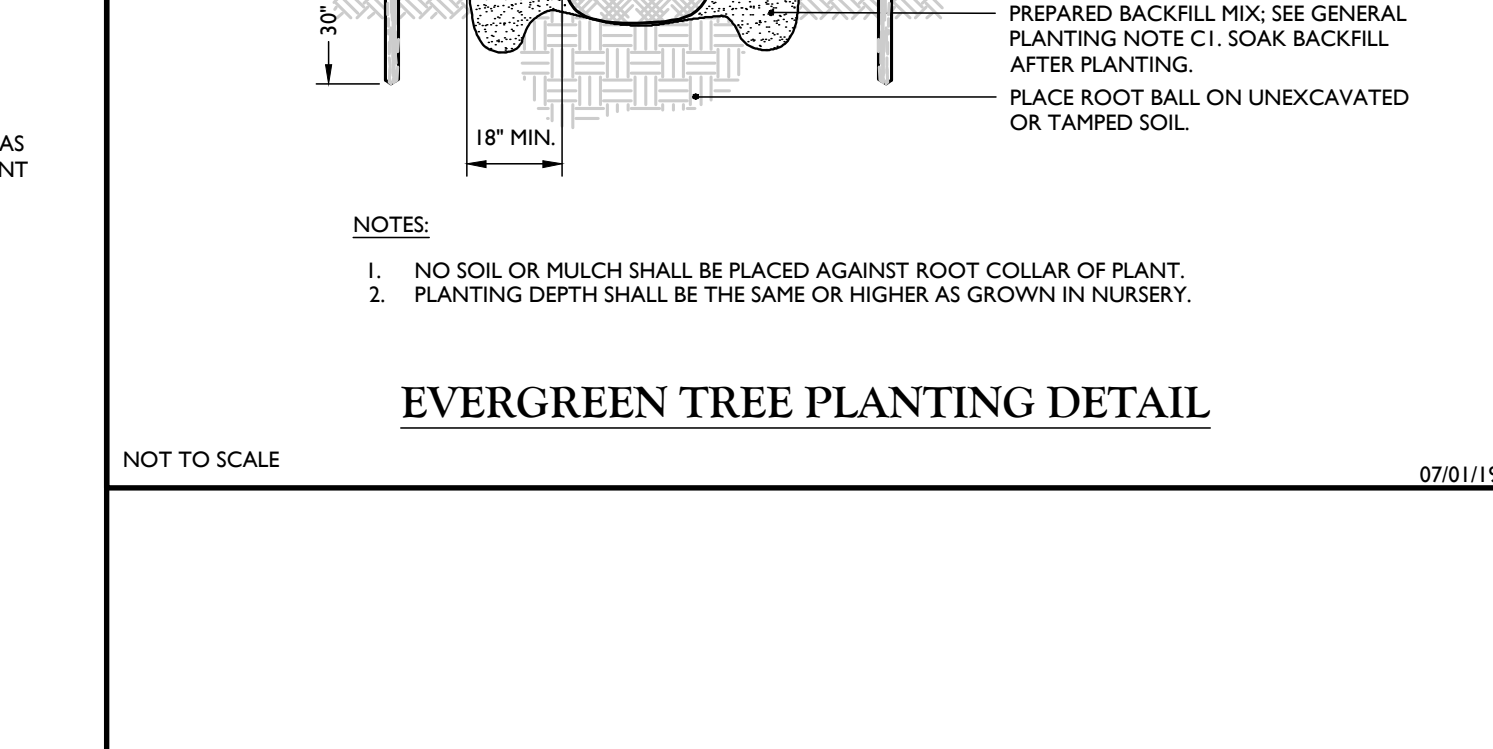 30"
PREPARED BACKFILL MIX; SEE GENERAL
PLANTING NOTE C1. SOAK BACKFILL
AFTER PLANTING.
PLACE ROOT BALL ON UNEXCAVATED
OR TAMPED SOIL.
18" MIN.
AS
NT
NOTES:
1. NO SOIL OR MULCH SHALL BE PLACED AGAINST ROOT COLLAR OF PLANT.
2. PLANTING DEPTH SHALL BE THE SAME OR HIGHER AS GROWN IN NURSERY.
EVERGREEN TREE PLANTING DETAIL
NOT TO SCALE
07/01/19